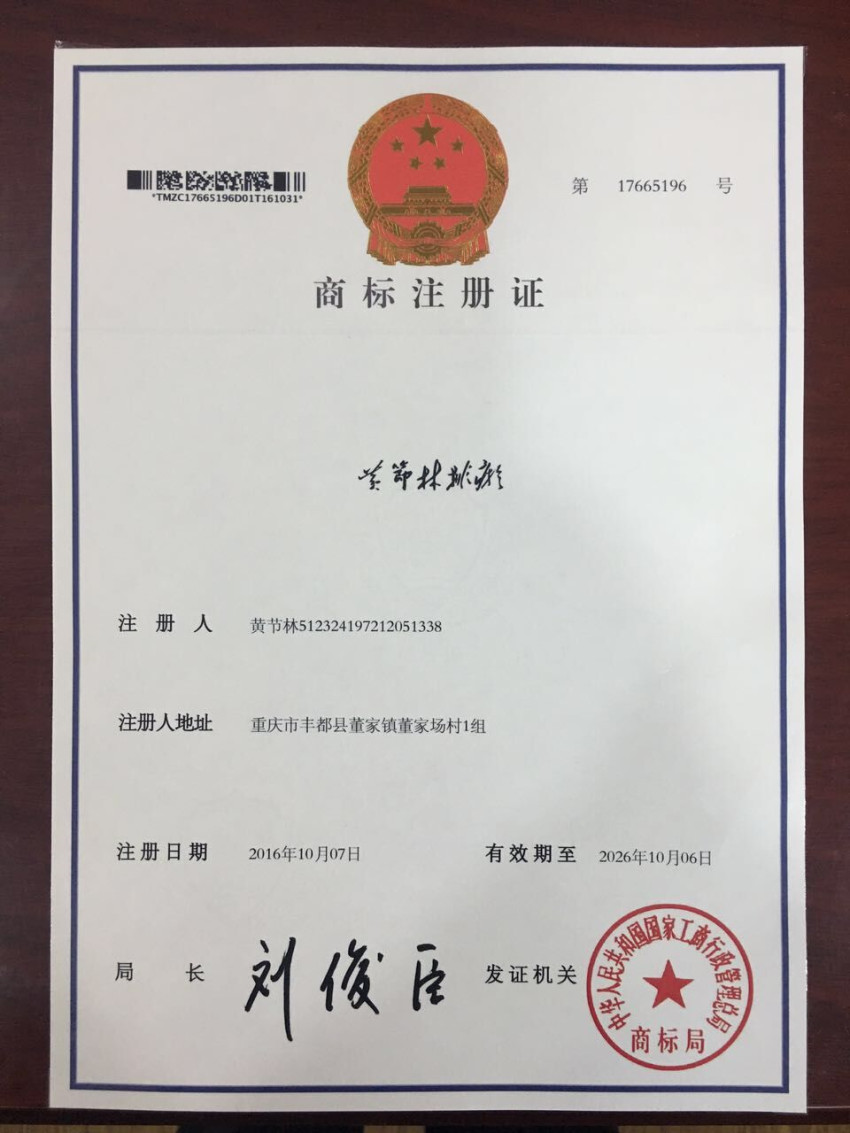 *TMZC17665196D01T161031*
第 17665196 号
商标注册证
黄节林
注册人 黄节林512324197212051338
注册人地址 重庆市丰都县董家镇董家场村1组
注册日期 2016年10月07日 有效期至 2026年10月06日
局长 刘俊臣 发证机关
中华人民共和国国家工商行政管理总局
商标局